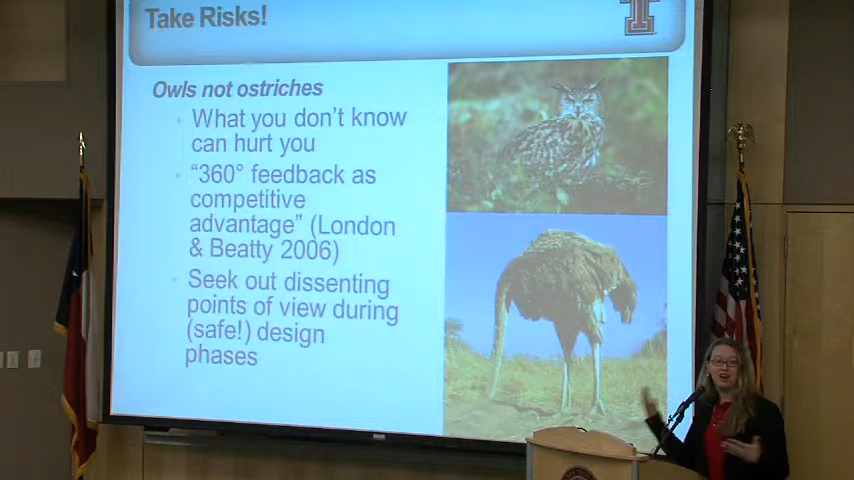 Take Risks!
Owls not ostriches
What you don't know
can hurt you
"360° feedback as
competitive
advantage" (London
& Beatty 2006)
Seek out dissenting
points of view during
(safe!) design
phases